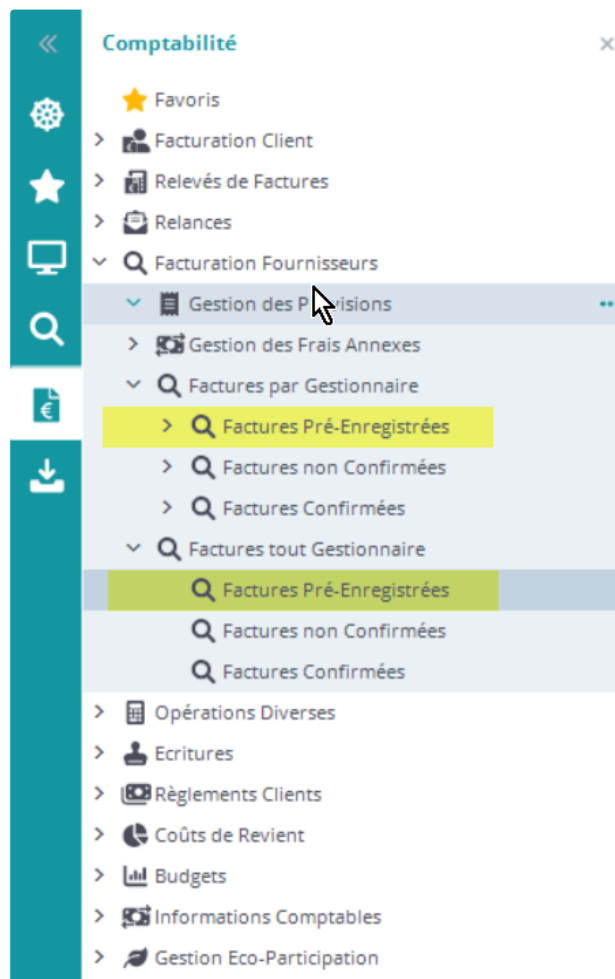 Comptabilité
Favoris
Facturation Client
Relevés de Factures
Relances
Facturation Fournisseurs
Gestion des Provisions
Gestion des Frais Annexes
Factures par Gestionnaire
Factures Pré-Enregistrées
Factures non Confirmées
Factures Confirmées
Factures tout Gestionnaire
Factures Pré-Enregistrées
Factures non Confirmées
Factures Confirmées
Opérations Diverses
Ecritures
Règlements Clients
Coûts de Revient
Budgets
Informations Comptables
Gestion Eco-Participation